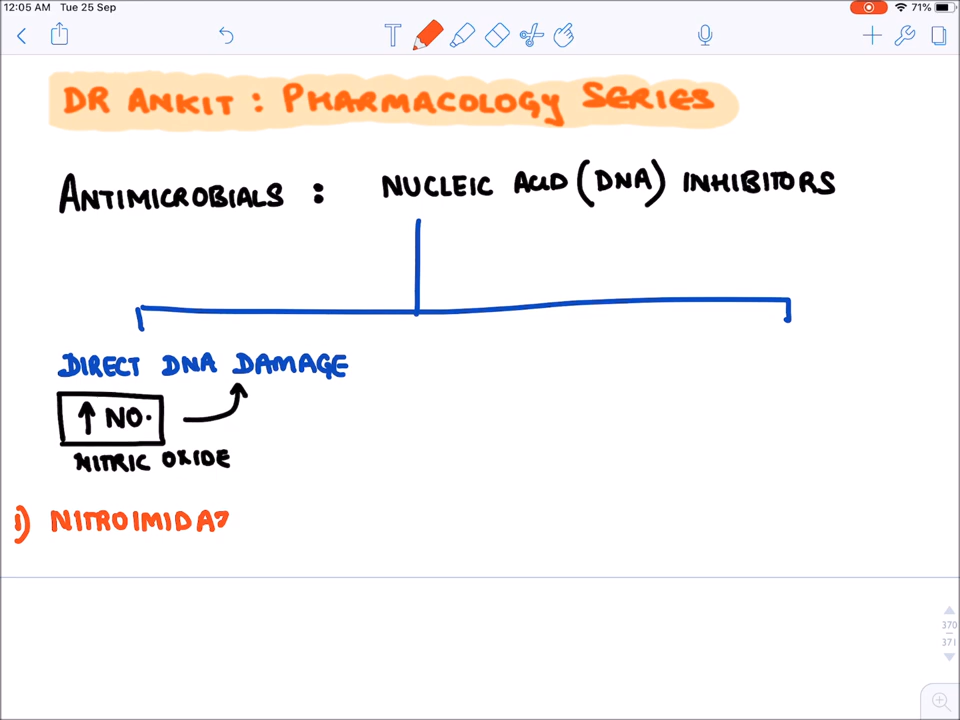 12:05 AM Tue 25 Sep
71%
T
DR ANKIT : PHARMACOLOGY SERIES
ANTIMICROBIALS : NUCLEIC ACID (DNA) INHIBITORS
DIRECT DNA DAMAGE
↑ NO·
NITRIC OXIDE
1) NITROIMIDAZ
370
371